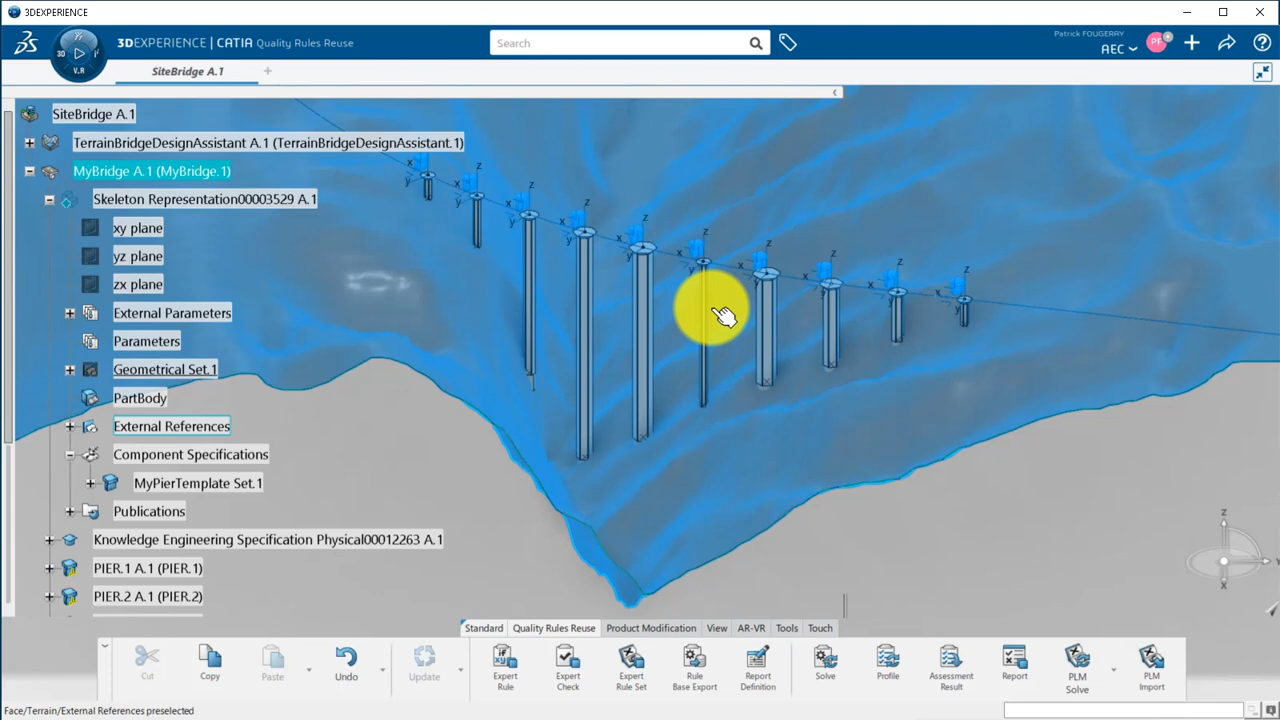 3DEXPERIENCE
3DEXPERIENCE | CATIA Quality Rules Reuse
Search
Patrick FOUGERAY
AEC
PF
3D
V.R
SiteBridge A.1
SiteBridge A.1
TerrainBridgeDesignAssistant A.1 (TerrainBridgeDesignAssistant.1)
MyBridge A.1 (MyBridge.1)
Skeleton Representation00003529 A.1
xy plane
yz plane
zx plane
External Parameters
Parameters
Geometrical Set.1
PartBody
External References
Component Specifications
MyPierTemplate Set.1
Publications
Knowledge Engineering Specification Physical00012263 A.1
PIER.1 A.1 (PIER.1)
PIER.2 A.1 (PIER.2)
Standard
Quality Rules Reuse
Product Modification
View
AR-VR
Tools
Touch
Cut
Copy
Paste
Undo
Update
Expert Rule
Expert Check
Expert Rule Set
Rule Base Export
Report Definition
Solve
Profile
Assessment Result
Report
PLM Solve
PLM Import
Face/Terrain/External References preselected